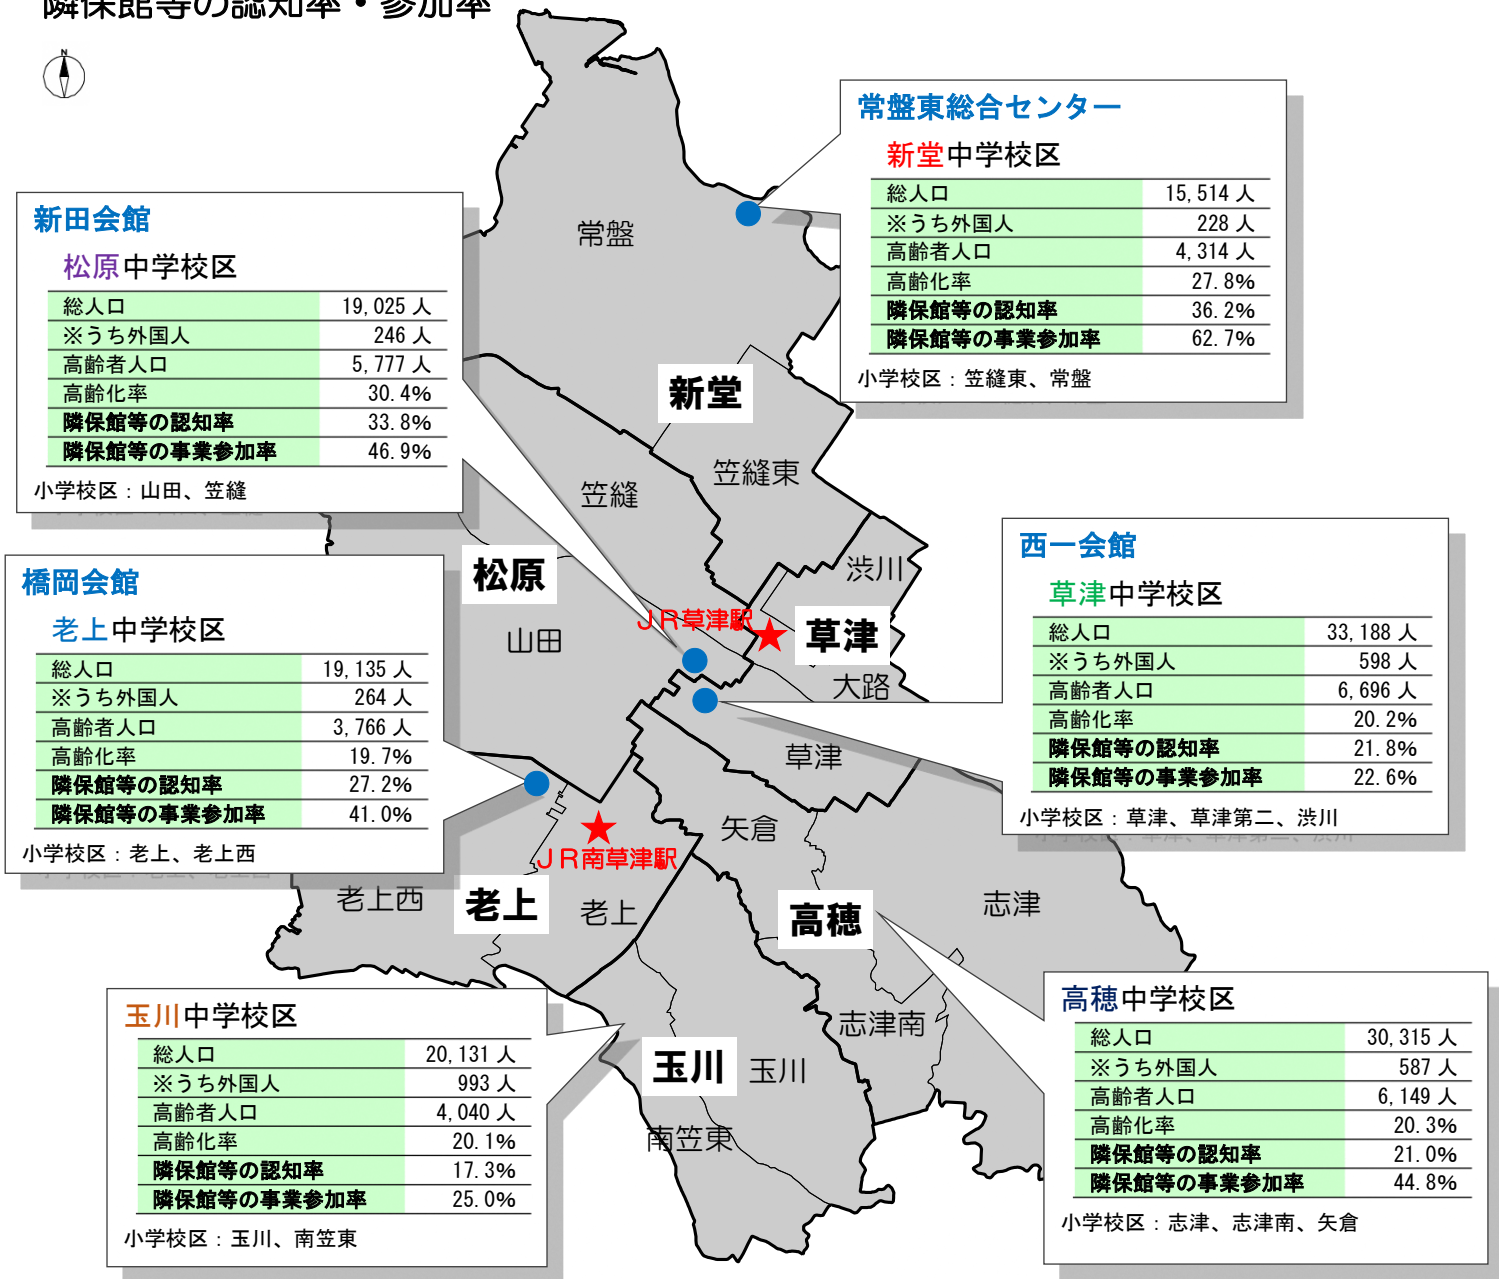 隣保館等の認知率・参加率
N
常盤東総合センター
新堂中学校区
総人口 15,514 人
※うち外国人 228 人
高齢者人口 4,314 人
高齢化率 27.8%
隣保館等の認知率 36.2%
隣保館等の事業参加率 62.7%
小学校区：笠縫東、常盤
新田会館
松原中学校区
総人口 19,025 人
※うち外国人 246 人
高齢者人口 5,777 人
高齢化率 30.4%
隣保館等の認知率 33.8%
隣保館等の事業参加率 46.9%
小学校区：山田、笠縫
橋岡会館
老上中学校区
総人口 19,135 人
※うち外国人 264 人
高齢者人口 3,766 人
高齢化率 19.7%
隣保館等の認知率 27.2%
隣保館等の事業参加率 41.0%
小学校区：老上、老上西
西一会館
草津中学校区
総人口 33,188 人
※うち外国人 598 人
高齢者人口 6,696 人
高齢化率 20.2%
隣保館等の認知率 21.8%
隣保館等の事業参加率 22.6%
小学校区：草津、草津第二、渋川
玉川中学校区
総人口 20,131 人
※うち外国人 993 人
高齢者人口 4,040 人
高齢化率 20.1%
隣保館等の認知率 17.3%
隣保館等の事業参加率 25.0%
小学校区：玉川、南笠東
高穂中学校区
総人口 30,315 人
※うち外国人 587 人
高齢者人口 6,149 人
高齢化率 20.3%
隣保館等の認知率 21.0%
隣保館等の事業参加率 44.8%
小学校区：志津、志津南、矢倉
常盤
新堂
笠縫東
笠縫
渋川
松原
ＪＲ草津駅
草津
山田
大路
草津
矢倉
ＪＲ南草津駅
老上西
老上
老上
高穂
志津
志津南
玉川
玉川
南笠東